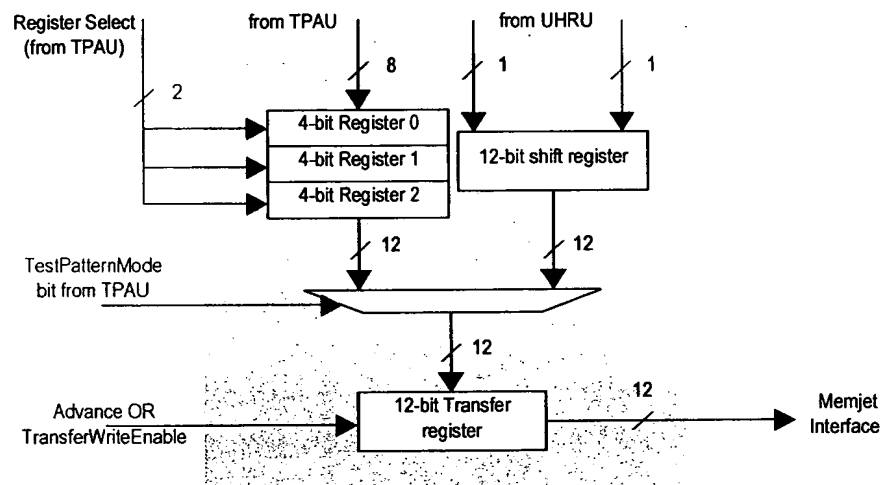 Register Select
(from TPAU)
from TPAU
from UHRU
2
8
1
1
4-bit Register 0
4-bit Register 1
4-bit Register 2
12-bit shift register
12
12
TestPatternMode
bit from TPAU
12
Advance OR
TransferWriteEnable
12-bit Transfer
register
12
Memjet
Interface